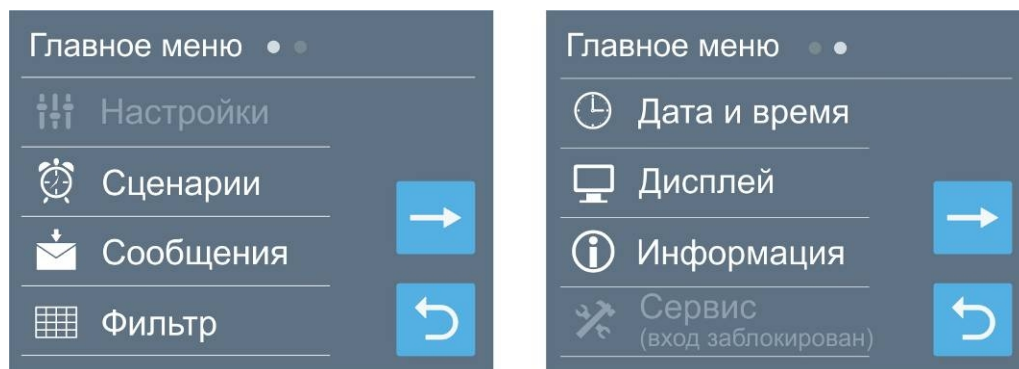 Главное меню
Настройки
Сценарии
Сообщения
Фильтр
Главное меню
Дата и время
Дисплей
Информация
Сервис
(вход заблокирован)